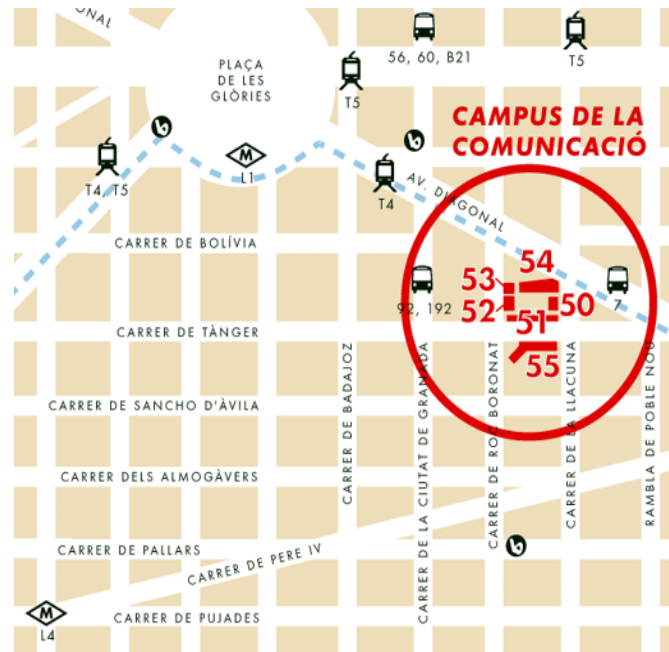 ONAL
PLAÇA
DE LES
GLÒRIES
56, 60, B21
T5
T5
CAMPUS DE LA
COMUNICACIÓ
M
L1
T4, T5
T4
AV. DIAGONAL
CARRER DE BOLÍVIA
54
53
50
92, 192
52
51
7
CARRER DE TÀNGER
55
CARRER DE BADAJOZ
CARRER DE LA CIUTAT DE GRANADA
CARRER DE ROC BORONAT
CARRER DE LA LLACUNA
RAMBLA DE POBLE NOU
CARRER DE SANCHO D'ÀVILA
CARRER DELS ALMOGÀVERS
CARRER DE PALLARS
CARRER DE PERE IV
M
L4
CARRER DE PUJADES